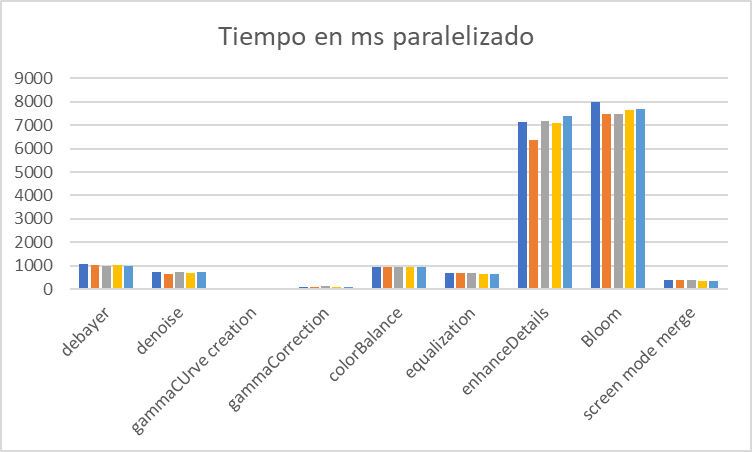 Tiempo en ms paralelizado
9000
8000
7000
6000
5000
4000
3000
2000
1000
0
debayer
denoise
gammaCUrve creation
gammaCorrection
colorBalance
equalization
enhanceDetails
Bloom
screen mode merge